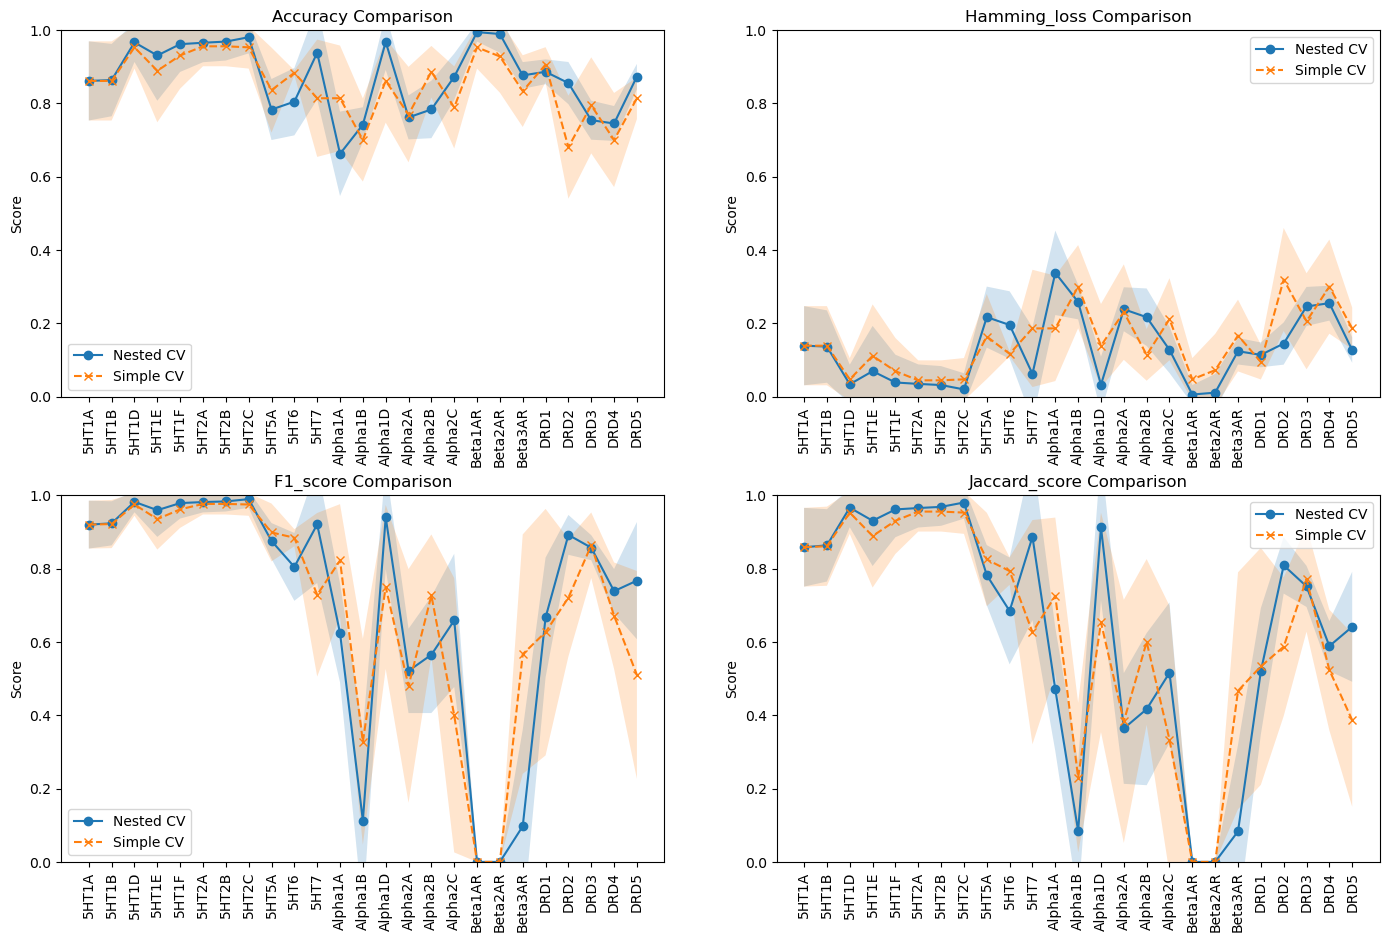 Accuracy Comparison
1.0
0.8
0.6
0.4
0.2
0.0
Score
Nested CV
Simple CV
5HT1A
5HT1B
5HT1D
5HT1E
5HT1F
5HT2A
5HT2B
5HT2C
5HT5A
5HT6
5HT7
Alpha1A
Alpha1B
Alpha1D
Alpha2A
Alpha2B
Alpha2C
Beta1AR
Beta2AR
Beta3AR
DRD1
DRD2
DRD3
DRD4
DRD5
Hamming_loss Comparison
1.0
0.8
0.6
0.4
0.2
0.0
Score
Nested CV
Simple CV
5HT1A
5HT1B
5HT1D
5HT1E
5HT1F
5HT2A
5HT2B
5HT2C
5HT5A
5HT6
5HT7
Alpha1A
Alpha1B
Alpha1D
Alpha2A
Alpha2B
Alpha2C
Beta1AR
Beta2AR
Beta3AR
DRD1
DRD2
DRD3
DRD4
DRD5
F1_score Comparison
1.0
0.8
0.6
0.4
0.2
0.0
Score
Nested CV
Simple CV
5HT1A
5HT1B
5HT1D
5HT1E
5HT1F
5HT2A
5HT2B
5HT2C
5HT5A
5HT6
5HT7
Alpha1A
Alpha1B
Alpha1D
Alpha2A
Alpha2B
Alpha2C
Beta1AR
Beta2AR
Beta3AR
DRD1
DRD2
DRD3
DRD4
DRD5
Jaccard_score Comparison
1.0
0.8
0.6
0.4
0.2
0.0
Score
Nested CV
Simple CV
5HT1A
5HT1B
5HT1D
5HT1E
5HT1F
5HT2A
5HT2B
5HT2C
5HT5A
5HT6
5HT7
Alpha1A
Alpha1B
Alpha1D
Alpha2A
Alpha2B
Alpha2C
Beta1AR
Beta2AR
Beta3AR
DRD1
DRD2
DRD3
DRD4
DRD5